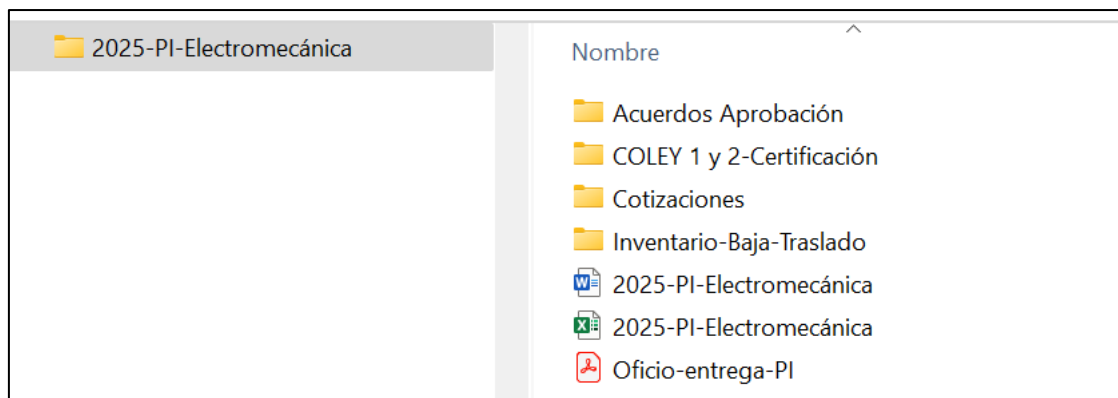 2025-PI-Electromecánica
Nombre
Acuerdos Aprobación
COLEY 1 y 2-Certificación
Cotizaciones
Inventario-Baja-Traslado
2025-PI-Electromecánica
2025-PI-Electromecánica
Oficio-entrega-PI